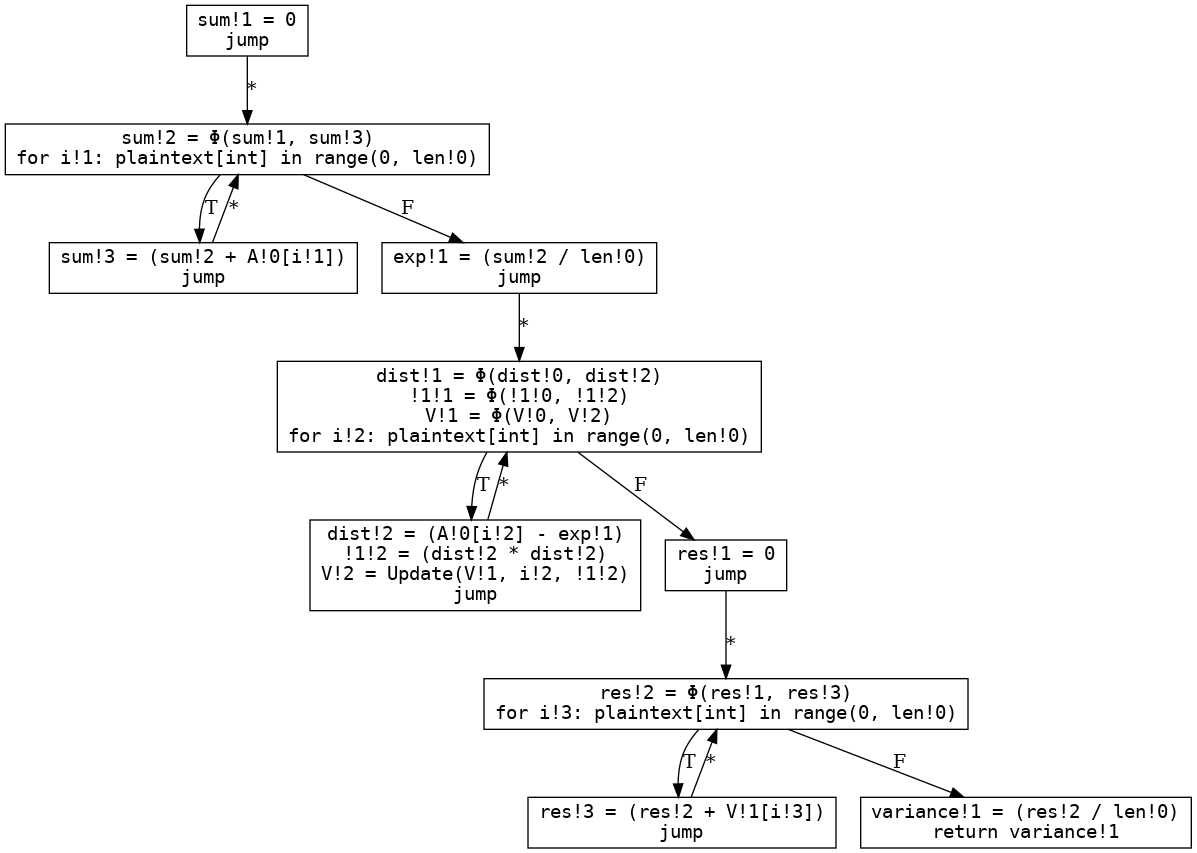 sum!1 = 0
jump
*
sum!2 = Φ(sum!1, sum!3)
for i!1: plaintext[int] in range(0, len!0)
T
*
F
sum!3 = (sum!2 + A!0[i!1])
jump
exp!1 = (sum!2 / len!0)
jump
*
dist!1 = Φ(dist!0, dist!2)
!1!1 = Φ(!1!0, !1!2)
V!1 = Φ(V!0, V!2)
for i!2: plaintext[int] in range(0, len!0)
T
*
F
dist!2 = (A!0[i!2] - exp!1)
!1!2 = (dist!2 * dist!2)
V!2 = Update(V!1, i!2, !1!2)
jump
res!1 = 0
jump
*
res!2 = Φ(res!1, res!3)
for i!3: plaintext[int] in range(0, len!0)
T
*
F
res!3 = (res!2 + V!1[i!3])
jump
variance!1 = (res!2 / len!0)
return variance!1